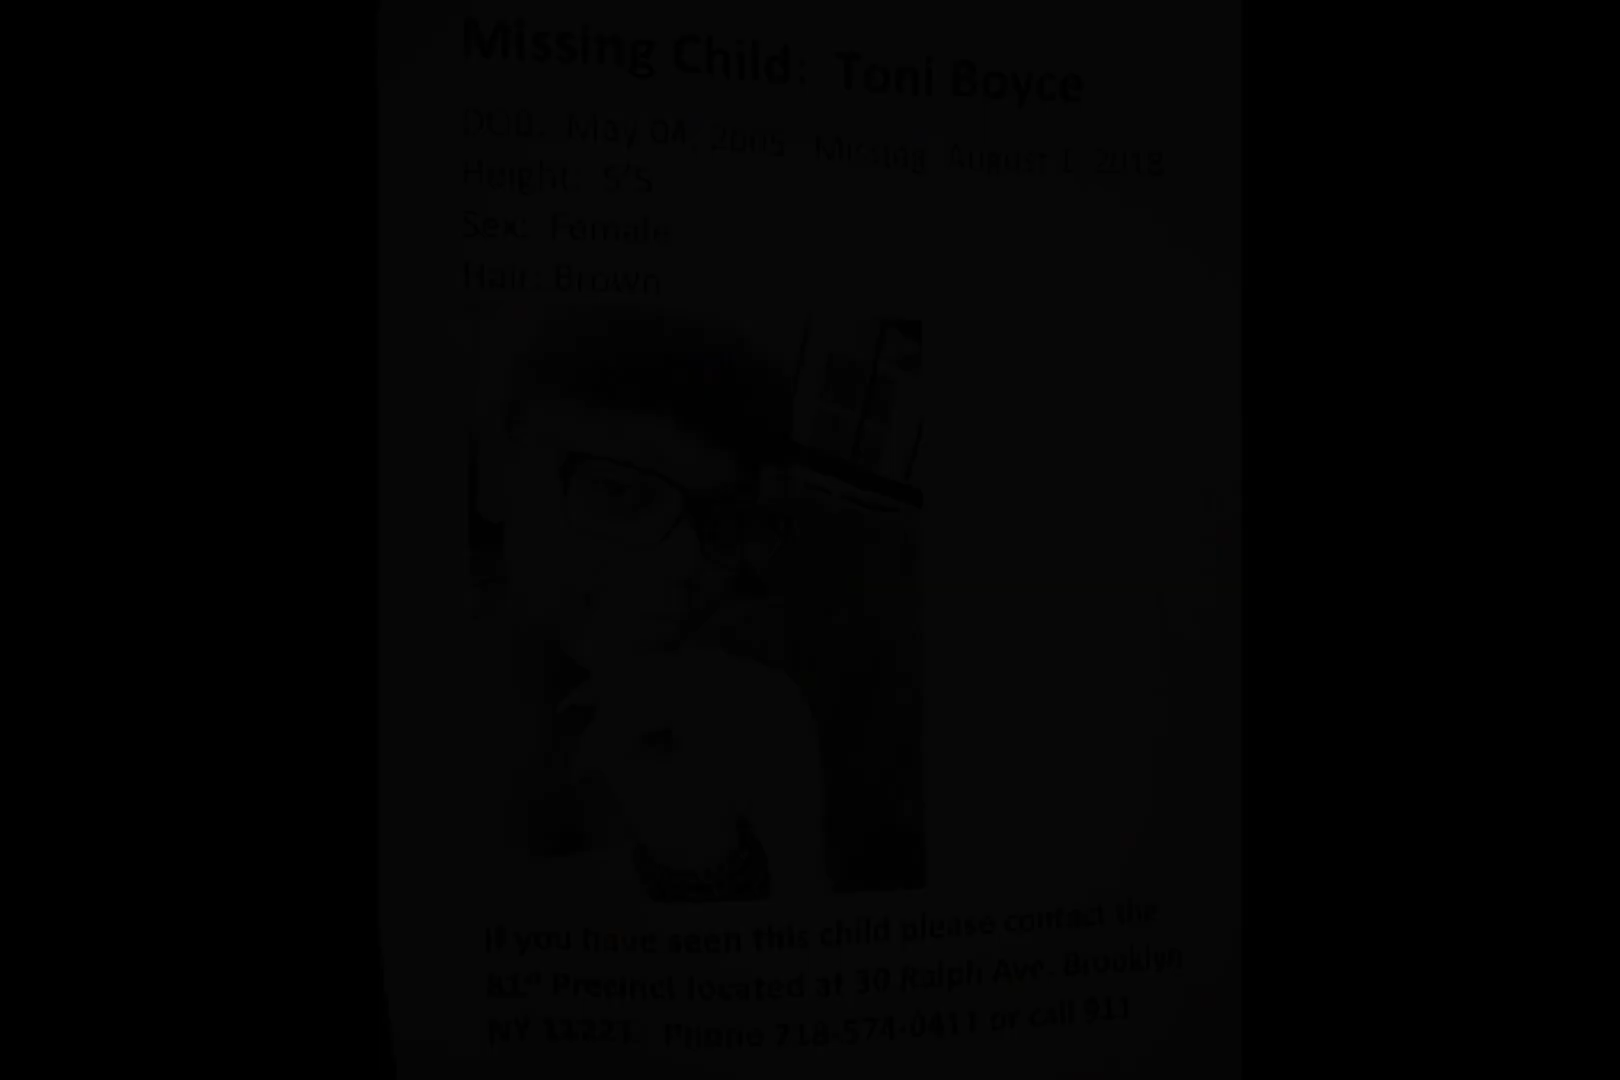 Missing Child: Toni Boyce
DOB: May 04, 2005 Missing August 1, 2018
Height: 5'5
Sex: Female
Hair: Brown
If you have seen this child please contact the
81st Precinct located at 30 Ralph Ave. Brooklyn
NY 11221. Phone 718-574-0411 or call 911